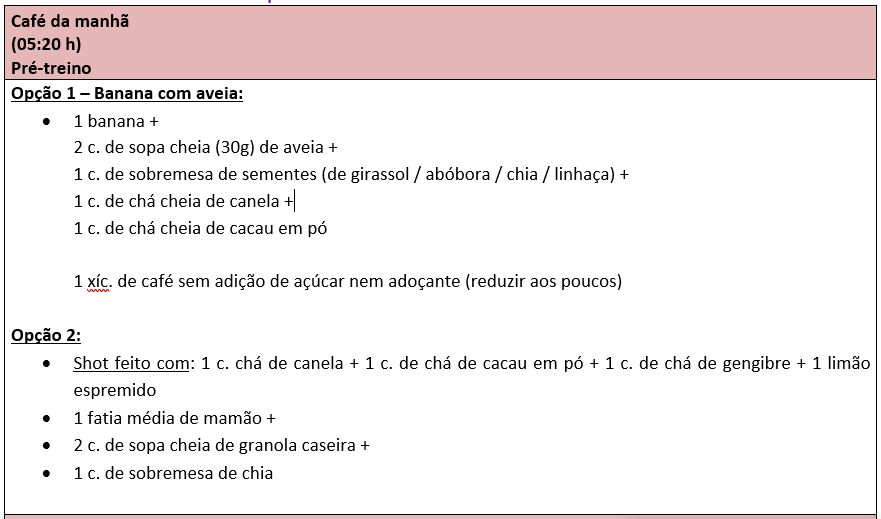 Café da manhã
(05:20 h)
Pré-treino
Opção 1 – Banana com aveia:
• 1 banana +
2 c. de sopa cheia (30g) de aveia +
1 c. de sobremesa de sementes (de girassol / abóbora / chia / linhaça) +
1 c. de chá cheia de canela +
1 c. de chá cheia de cacau em pó
1 xíc. de café sem adição de açúcar nem adoçante (reduzir aos poucos)
Opção 2:
• Shot feito com: 1 c. chá de canela + 1 c. de chá de cacau em pó + 1 c. de chá de gengibre + 1 limão
espremido
• 1 fatia média de mamão +
• 2 c. de sopa cheia de granola caseira +
• 1 c. de sobremesa de chia